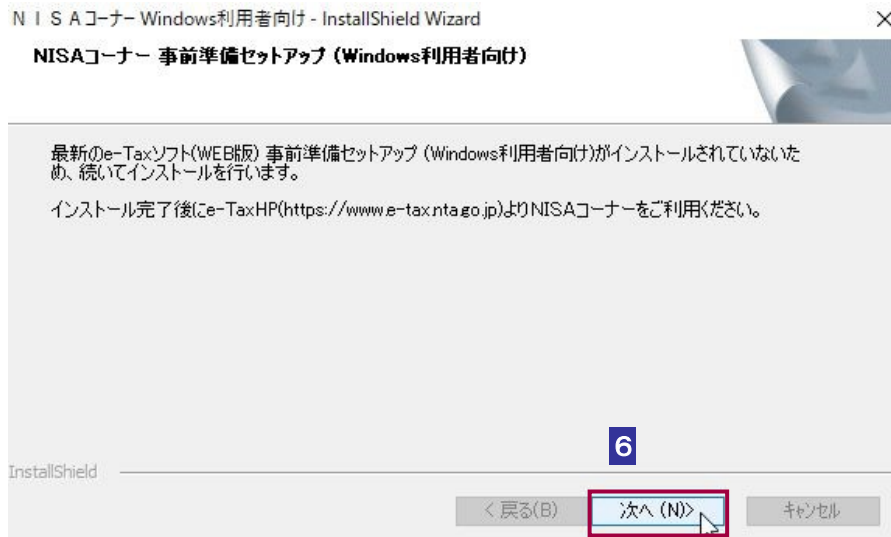 ＮＩＳＡコーナー Windows利用者向け - InstallShield Wizard
NISAコーナー 事前準備セットアップ (Windows利用者向け)
最新のe-Taxソフト(WEB版) 事前準備セットアップ (Windows利用者向け)がインストールされていないた
め、続いてインストールを行います。
インストール完了後にe-TaxHP(https://www.e-tax.nta.go.jp)よりNISAコーナーをご利用ください。
6
InstallShield
< 戻る(B)
次へ (N)>
キャンセル